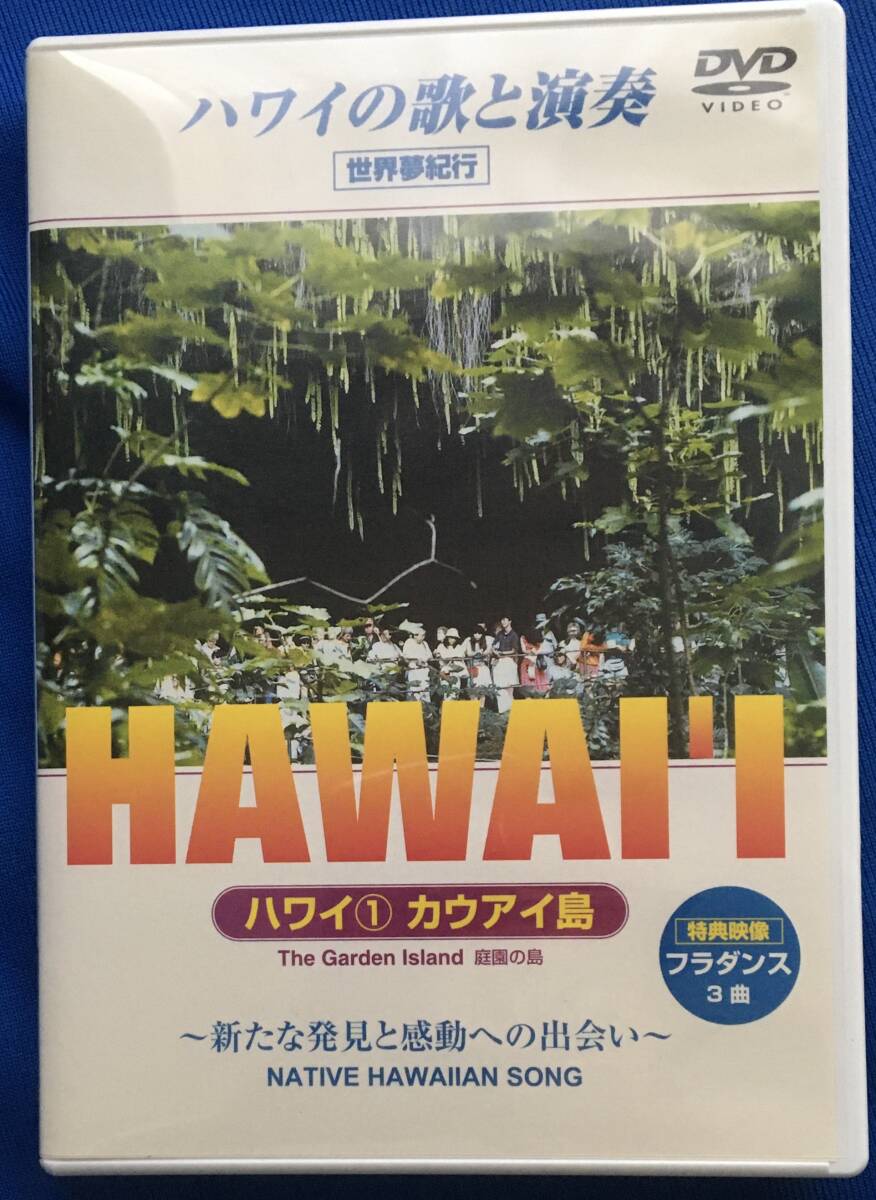 DVD
VIDEO
ハワイの歌と演奏
世界夢紀行
HAWAI'I
ハワイ① カウアイ島
The Garden Island 庭園の島
特典映像
フラダンス
3曲
～新たな発見と感動への出会い～
NATIVE HAWAIIAN SONG